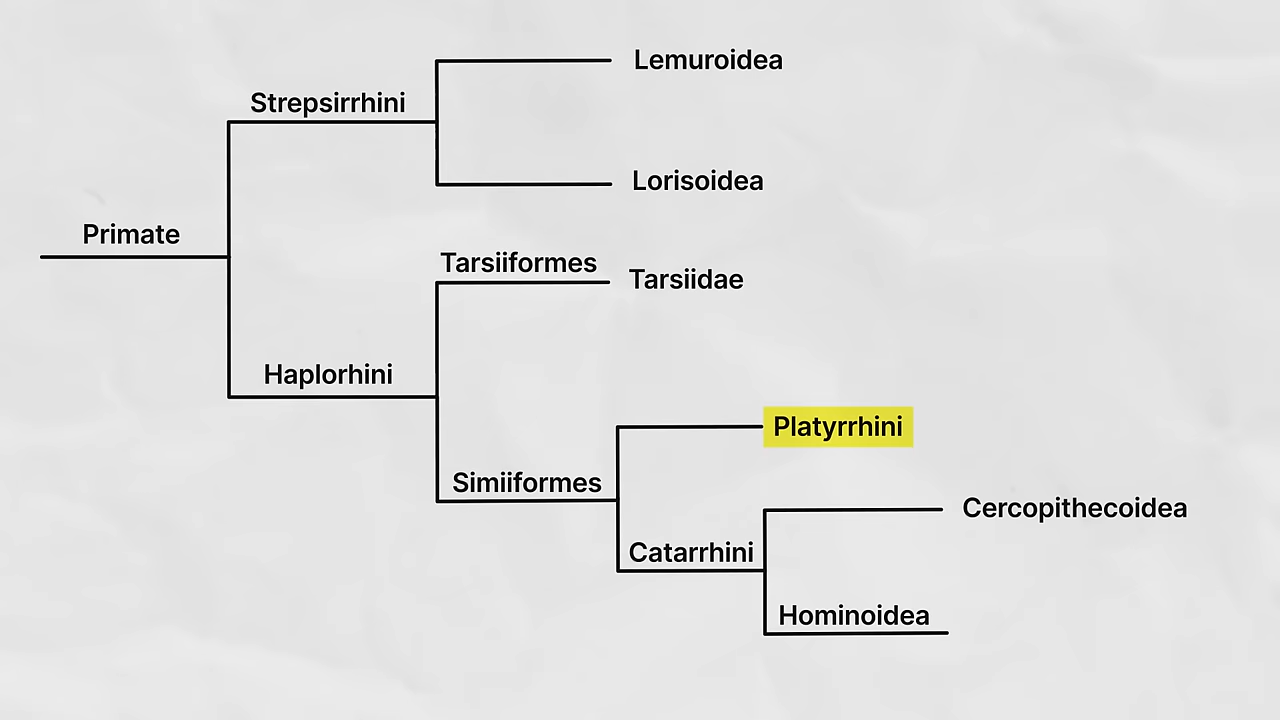 Lemuroidea
Strepsirrhini
Lorisoidea
Primate
Tarsiiformes
Tarsiidae
Haplorhini
Platyrrhini
Simiiformes
Cercopithecoidea
Catarrhini
Hominoidea